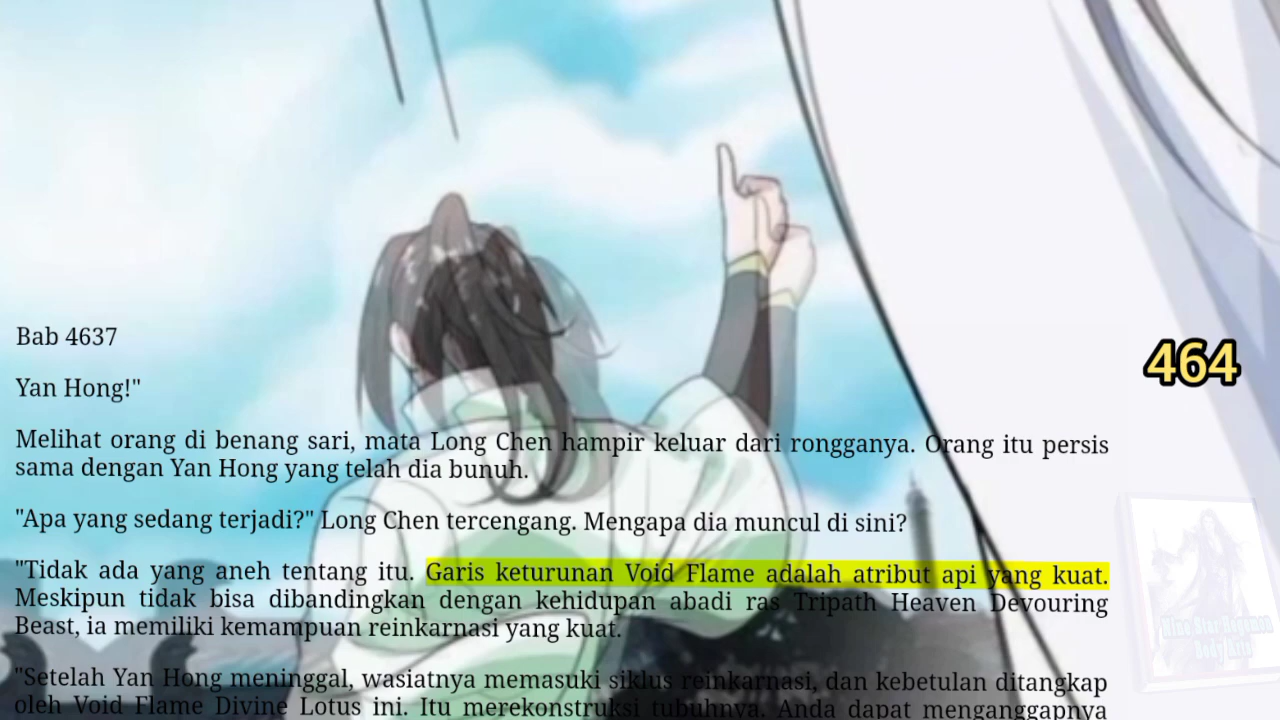 Bab 4637
Yan Hong!"
464
Melihat orang di benang sari, mata Long Chen hampir keluar dari rongganya. Orang itu persis
sama dengan Yan Hong yang telah dia bunuh.
"Apa yang sedang terjadi?" Long Chen tercengang. Mengapa dia muncul di sini?
"Tidak ada yang aneh tentang itu. Garis keturunan Void Flame adalah atribut api yang kuat.
Meskipun tidak bisa dibandingkan dengan kehidupan abadi ras Tripath Heaven Devouring
Beast, ia memiliki kemampuan reinkarnasi yang kuat.
Nine Star Hegemon
Body Arts
"Setelah Yan Hong meninggal, wasiatnya memasuki siklus reinkarnasi, dan kebetulan ditangkap
oleh Void Flame Divine Lotus ini. Itu merekonstruksi tubuhnya. Anda dapat menganggapnya